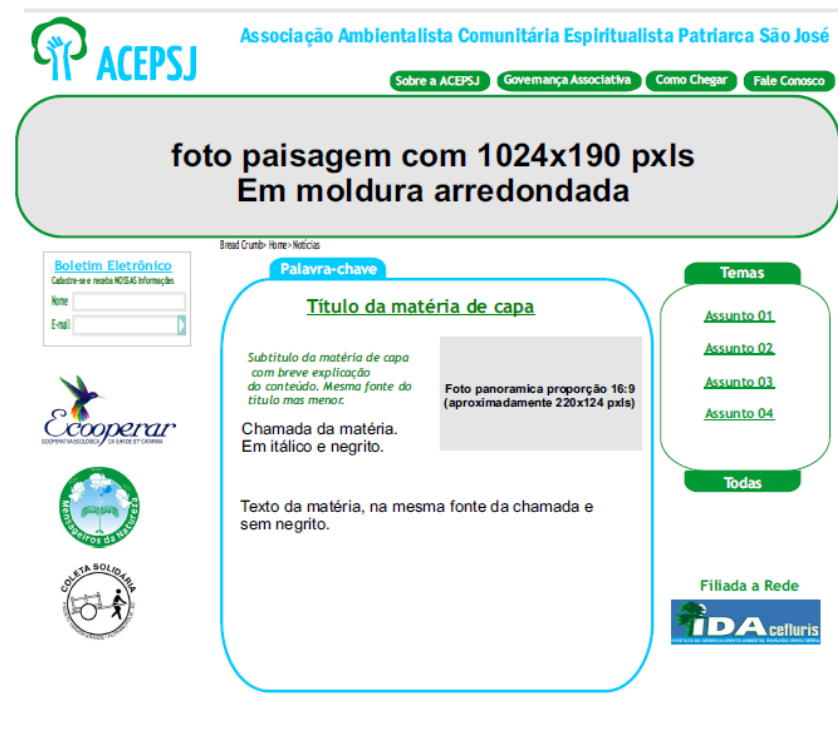 ACEPSJ
Associação Ambientalista Comunitária Espiritualista Patriarca São José
Sobre a ACEPSJ
Governança Associativa
Como Chegar
Fale Conosco
foto paisagem com 1024x190 pxls
Em moldura arredondada
Bread Crumb> Home> Notícias
Boletim Eletrônico
Cadastre-se e receba NOSSAS Informações
Nome
E-mail
Ecooperar
Mensageiros da Natureza
COLETA SOLIDÁRIA
Palavra-chave
Título da matéria de capa
Subtítulo da matéria de capa
com breve explicação
do conteúdo. Mesma fonte do
título mas menor.
Foto panoramica proporção 16:9
(aproximadamente 220x124 pxls)
Chamada da matéria.
Em itálico e negrito.
Texto da matéria, na mesma fonte da chamada e
sem negrito.
Temas
Assunto 01
Assunto 02
Assunto 03
Assunto 04
Todas
Filiada a Rede
IDA cefluris